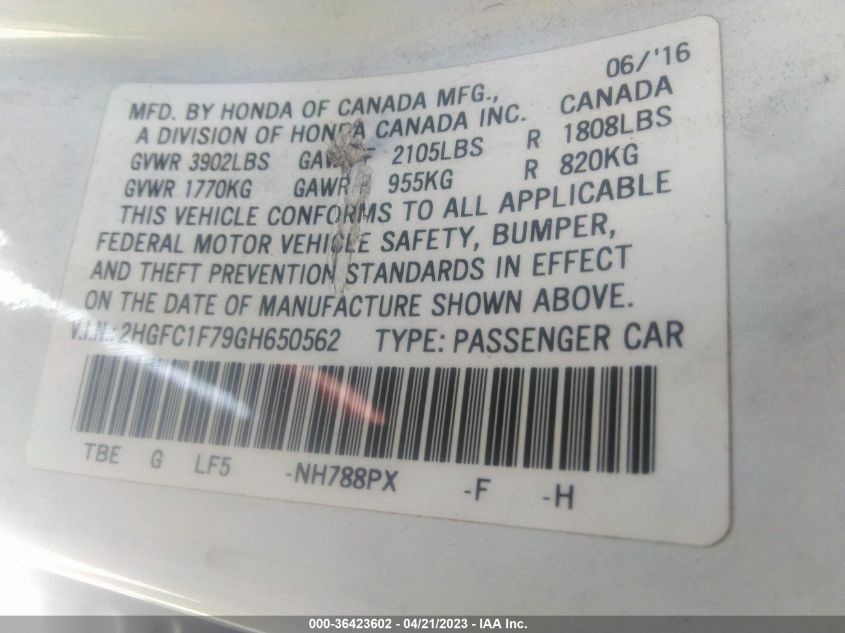 06/'16
MFD. BY HONDA OF CANADA MFG.,
A DIVISION OF HONDA CANADA INC. CANADA
GVWR 3902LBS GAWR F 2105LBS R 1808LBS
GVWR 1770KG GAWR F 955KG R 820KG
THIS VEHICLE CONFORMS TO ALL APPLICABLE
FEDERAL MOTOR VEHICLE SAFETY, BUMPER,
AND THEFT PREVENTION STANDARDS IN EFFECT
ON THE DATE OF MANUFACTURE SHOWN ABOVE.
V.I.N.: 2HGFC1F79GH650562 TYPE: PASSENGER CAR
TBE G LF5 -NH788PX -F -H
000-36423602 - 04/21/2023 - IAA Inc.